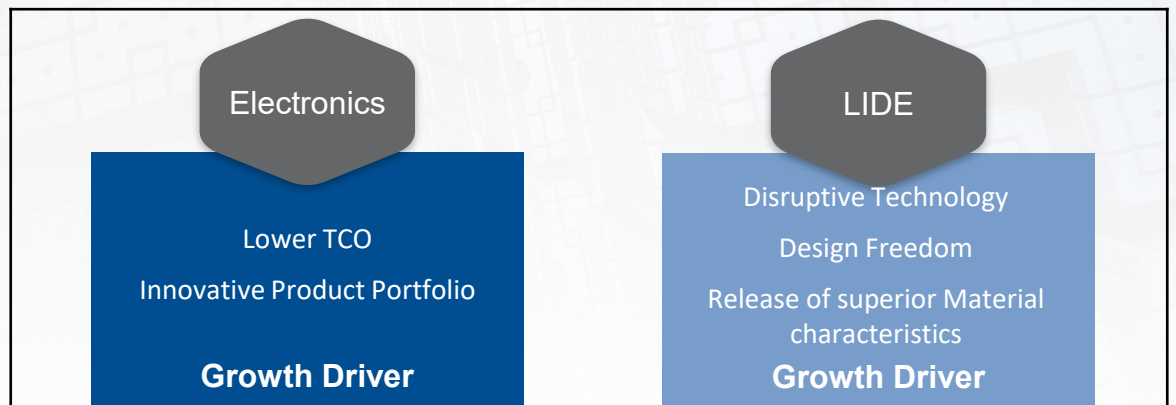 Electronics
Lower TCO
Innovative Product Portfolio
Growth Driver
LIDE
Disruptive Technology
Design Freedom
Release of superior Material
characteristics
Growth Driver